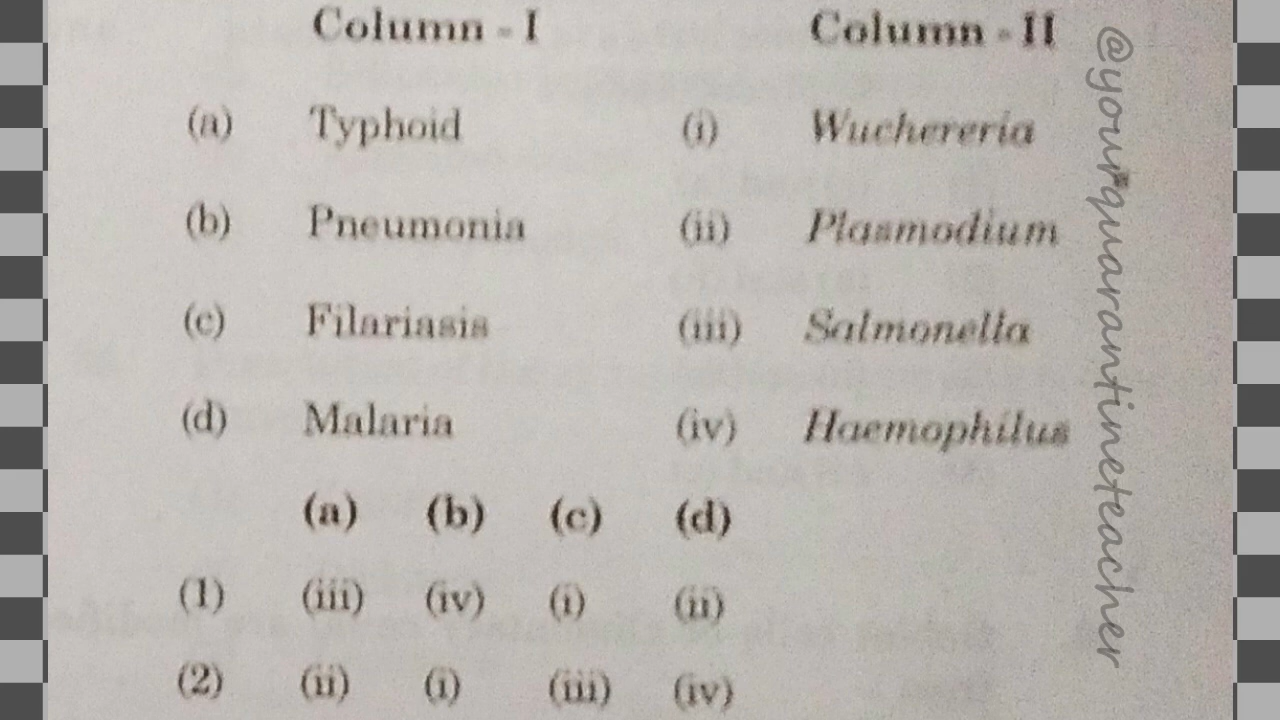 Column - I Column - II
(a) Typhoid (i) Wuchereria
(b) Pneumonia (ii) Plasmodium
(c) Filariasis (iii) Salmonella
(d) Malaria (iv) Haemophilus
(a) (b) (c) (d)
(1) (iii) (iv) (i) (ii)
(2) (ii) (i) (iii) (iv)
@yourquarantineteacher